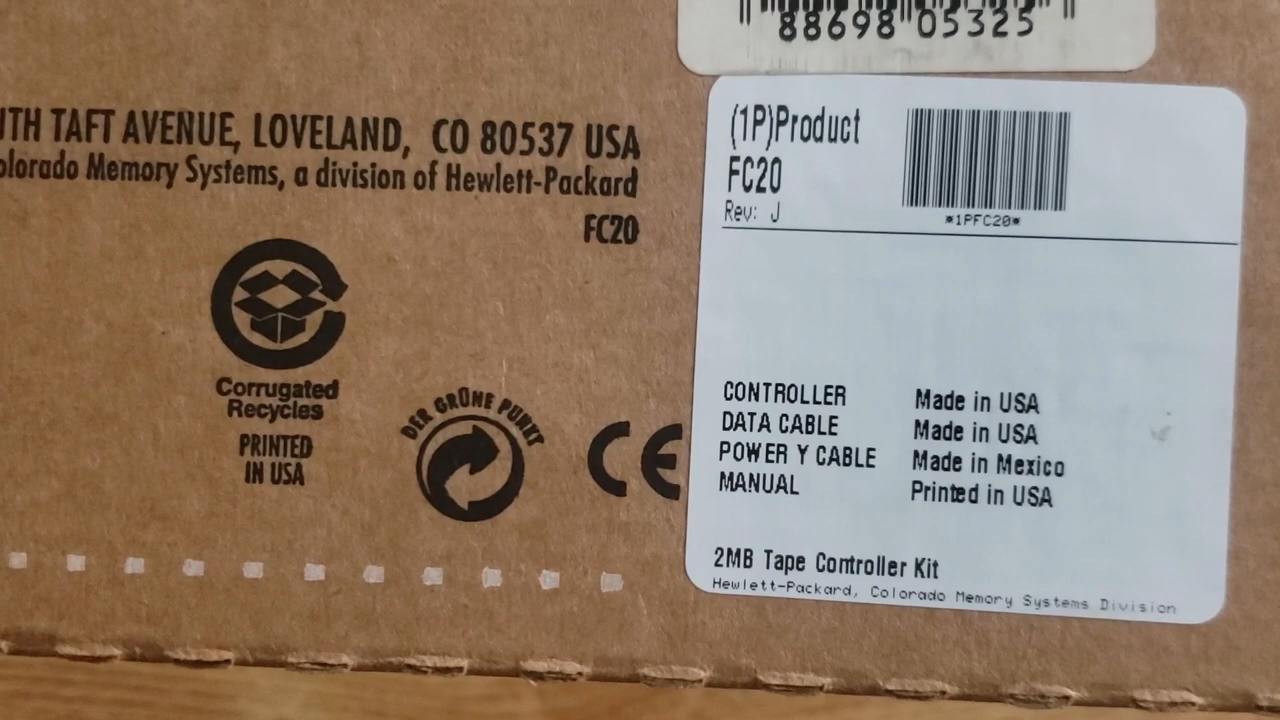 88698 05325
TAFT AVENUE, LOVELAND, CO 80537 USA
Memory Systems, a division of Hewlett-Packard
FC20
Corrugated
Recycles
PRINTED
IN USA
DER GRÜNE PUNKT
CE
(1P)Product
FC20
Rev: J
*1PFC20*
CONTROLLER Made in USA
DATA CABLE Made in USA
POWER Y CABLE Made in Mexico
MANUAL Printed in USA
2MB Tape Controller Kit
Hewlett-Packard, Colorado Memory Systems Division